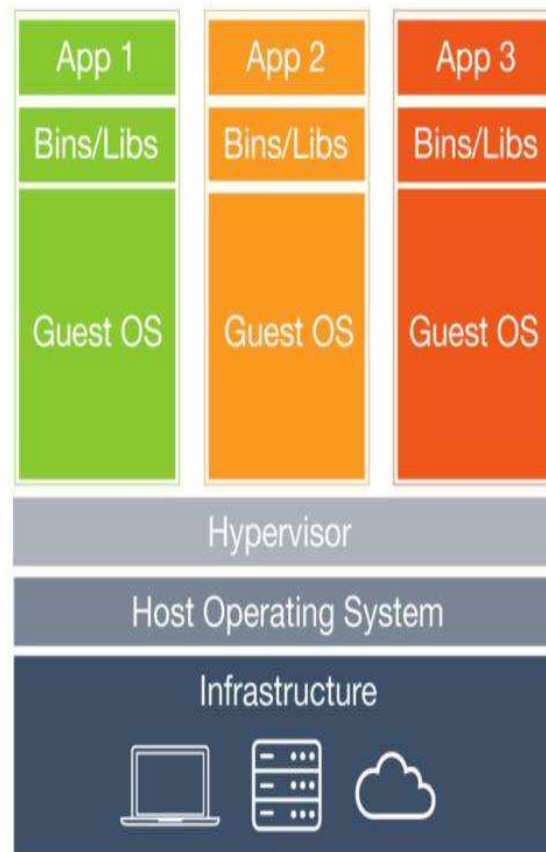 App 1
App 2
App 3
Bins/Libs
Bins/Libs
Bins/Libs
Guest OS
Guest OS
Guest OS
Hypervisor
Host Operating System
Infrastructure